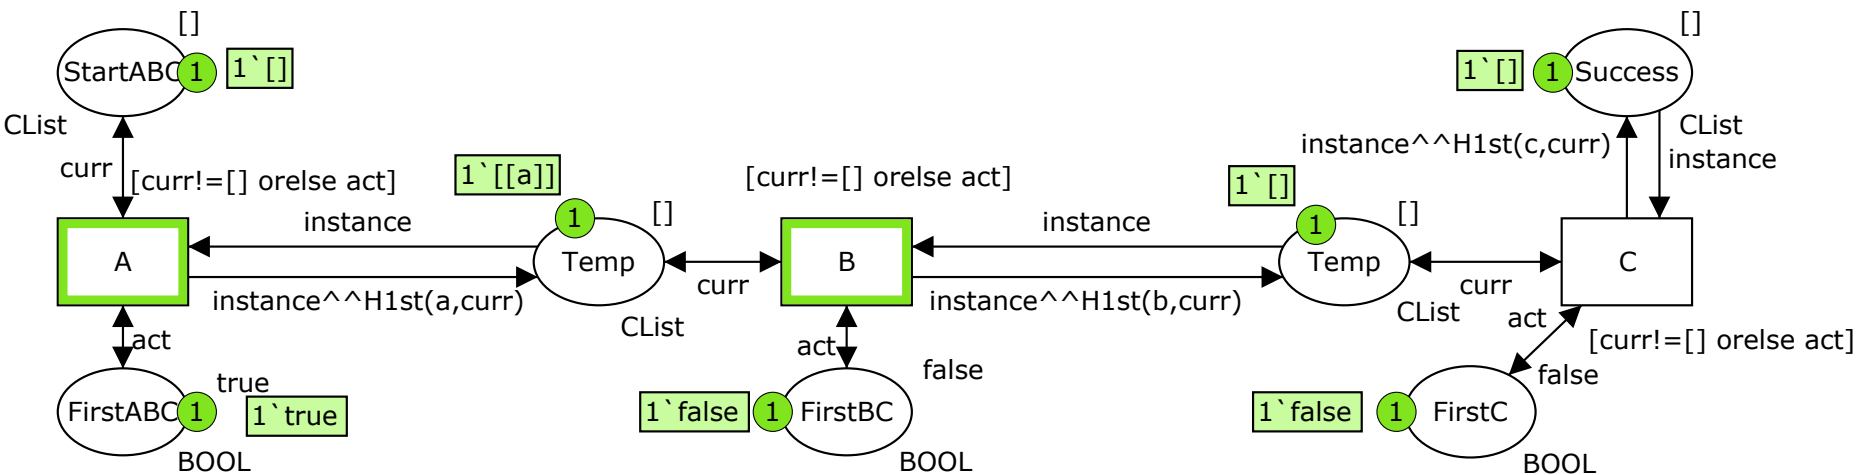 []
[]
StartABC
1
1`[]
1`[]
1
Success
CList
CList
curr
[curr!=[] orelse act]
1`[[a]]
[curr!=[] orelse act]
1`[]
instance^^H1st(c,curr)
instance
1
[]
1
[]
instance
instance
A
Temp
B
Temp
C
curr
curr
instance^^H1st(a,curr)
instance^^H1st(b,curr)
CList
CList
act
act
act
[curr!=[] orelse act]
true
false
false
FirstABC
1
1`true
1`false
1
FirstBC
1`false
1
FirstC
BOOL
BOOL
BOOL